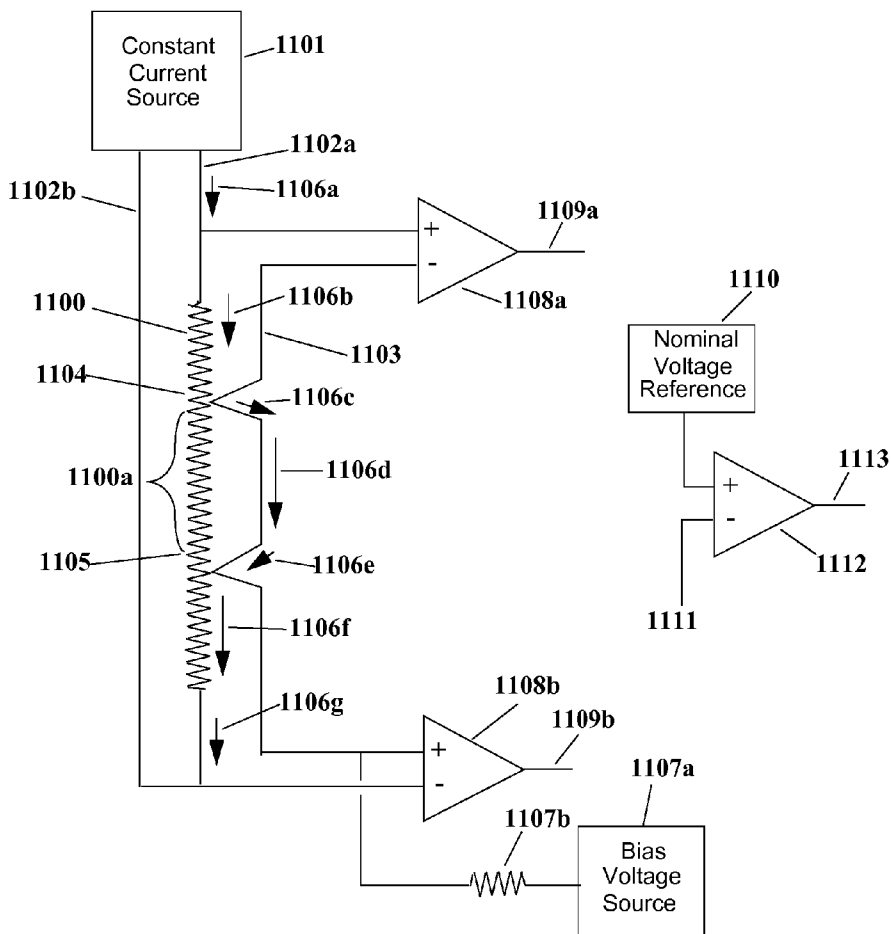 Constant
Current
Source
1101
1102a
1102b
1106a
1109a
+
-
1108a
1100
1106b
1103
1104
1106c
1100a
1106d
1105
1106e
1106f
1106g
1110
Nominal
Voltage
Reference
1113
+
-
1112
1111
1108b
1109b
+
-
1107a
1107b
Bias
Voltage
Source